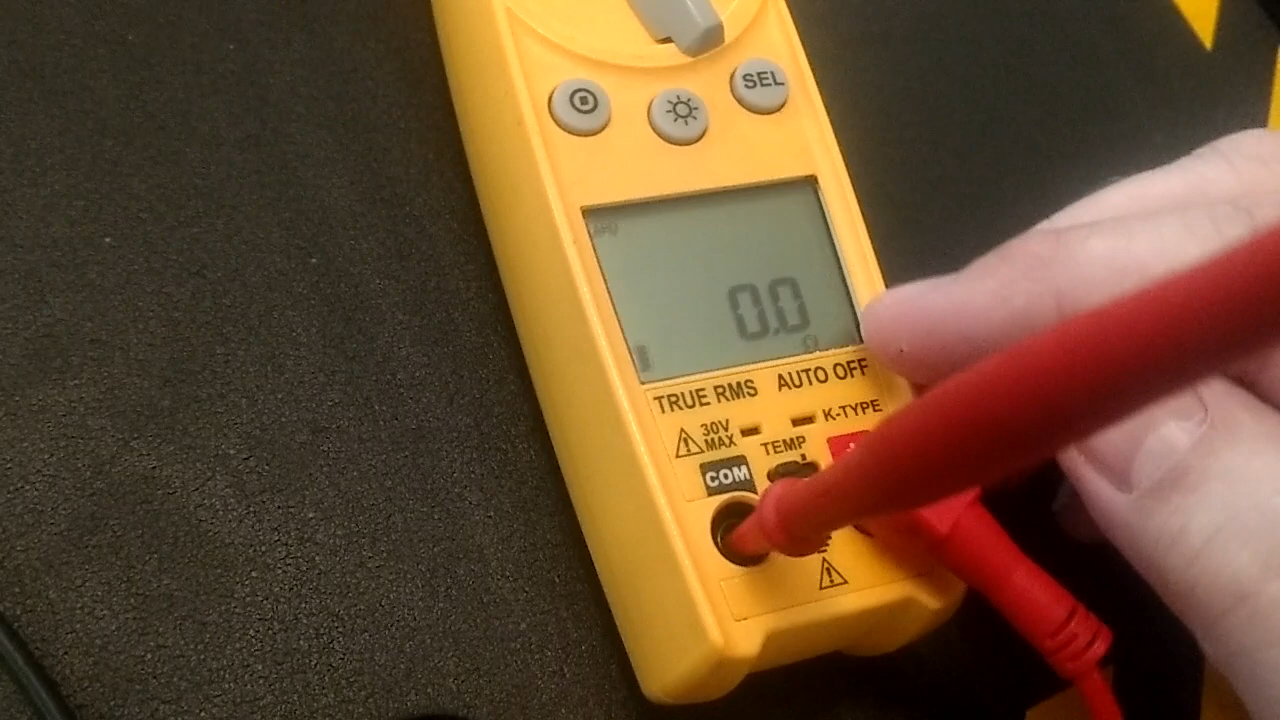 SEL
0.0
Ω
TRUE RMS AUTO OFF
30V MAX
K-TYPE
TEMP
COM